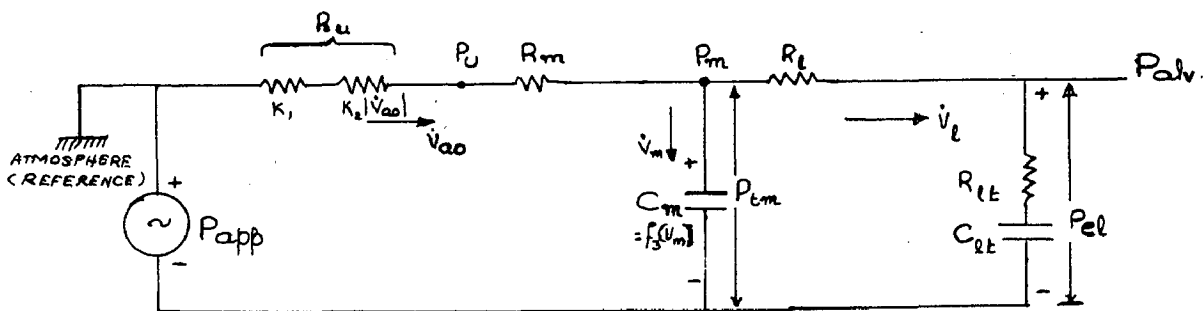 Ru
Pu
Rm
Pm
Rl
Palv.
K1
K2|V̇ao|
V̇ao
ATMOSPHERE
(REFERENCE)
+
Papp
-
V̇m
+
Cm
=f3(Vm)
-
Ptm
V̇l
+
Rlt
Clt
-
Pel